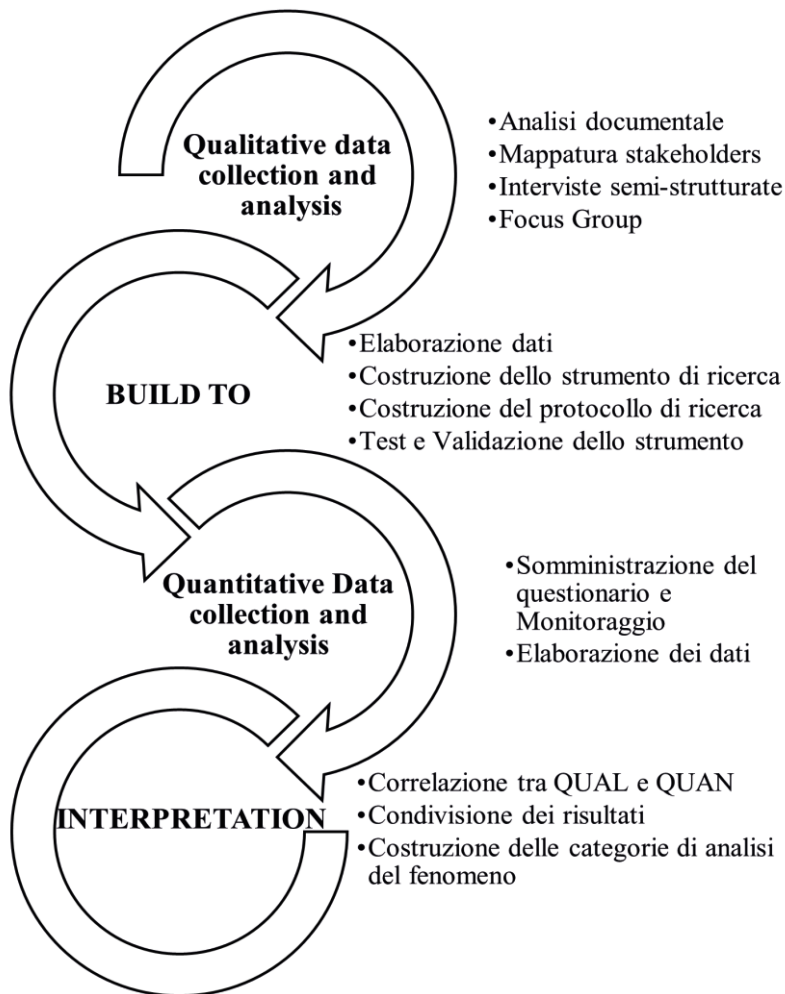 Qualitative data
collection and
analysis
•Analisi documentale
•Mappatura stakeholders
•Interviste semi-strutturate
•Focus Group
BUILD TO
•Elaborazione dati
•Costruzione dello strumento di ricerca
•Costruzione del protocollo di ricerca
•Test e Validazione dello strumento
Quantitative Data
collection and
analysis
•Somministrazione del
questionario e
Monitoraggio
•Elaborazione dei dati
INTERPRETATION
•Correlazione tra QUAL e QUAN
•Condivisione dei risultati
•Costruzione delle categorie di analisi
del fenomeno